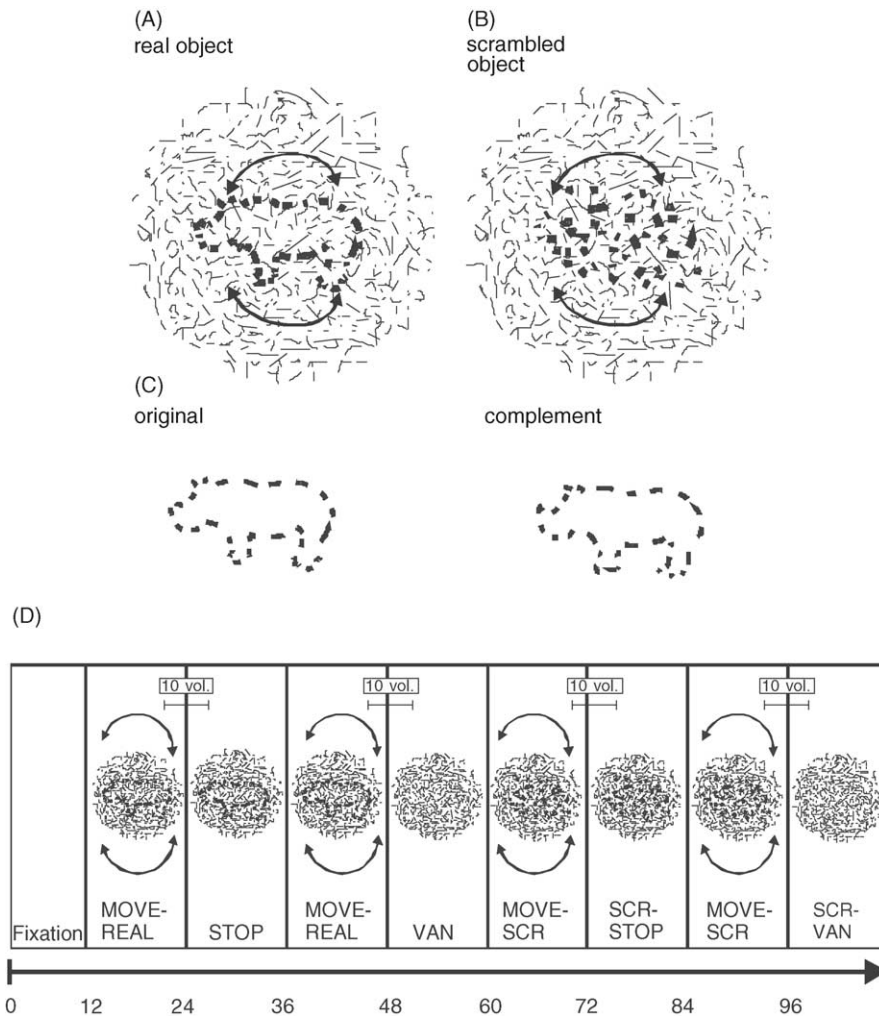 (A)
real object
(B)
scrambled
object
(C)
original
complement
(D)
10 vol.
10 vol.
10 vol.
10 vol.
Fixation
MOVE-
REAL
STOP
MOVE-
REAL
VAN
MOVE-
SCR
SCR-
STOP
MOVE-
SCR
SCR-
VAN
0 12 24 36 48 60 72 84 96